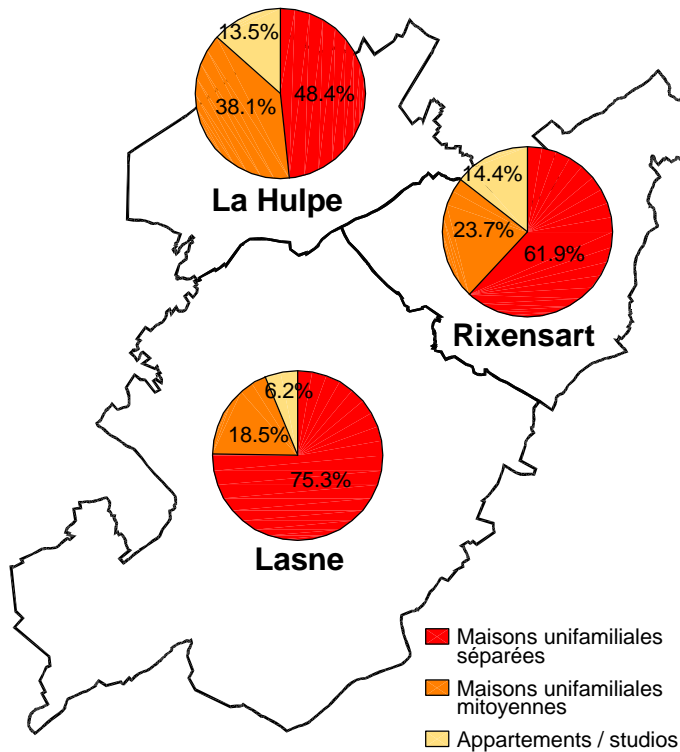 13.5%
48.4%
38.1%
La Hulpe
14.4%
23.7%
61.9%
Rixensart
6.2%
18.5%
75.3%
Lasne
Maisons unifamiliales
séparées
Maisons unifamiliales
mitoyennes
Appartements / studios